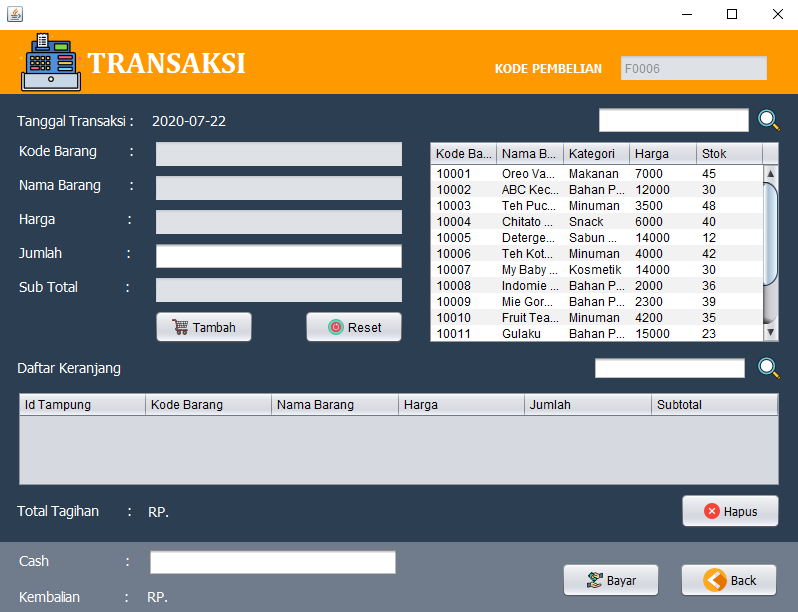 TRANSAKSI
KODE PEMBELIAN F0006
Tanggal Transaksi : 2020-07-22
Kode Barang :
Nama Barang :
Harga :
Jumlah :
Sub Total :
Tambah Reset
Kode Ba... Nama B... Kategori Harga Stok
10001 Oreo Va... Makanan 7000 45
10002 ABC Kec... Bahan P... 12000 30
10003 Teh Puc... Minuman 3500 48
10004 Chitato ... Snack 6000 40
10005 Deterge... Sabun ... 14000 12
10006 Teh Kot... Minuman 4000 42
10007 My Baby ... Kosmetik 14000 30
10008 Indomie ... Bahan P... 2000 36
10009 Mie Gor... Bahan P... 2300 39
10010 Fruit Tea... Minuman 4200 35
10011 Gulaku Bahan P... 15000 23
Daftar Keranjang
Id Tampung Kode Barang Nama Barang Harga Jumlah Subtotal
Total Tagihan : RP.
Hapus
Cash :
Kembalian : RP.
Bayar Back